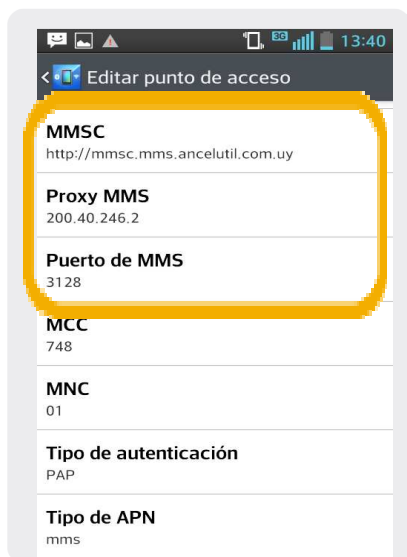 3G 13:40
Editar punto de acceso
MMSC
http://mmsc.mms.ancelutil.com.uy
Proxy MMS
200.40.246.2
Puerto de MMS
3128
MCC
748
MNC
01
Tipo de autenticación
PAP
Tipo de APN
mms